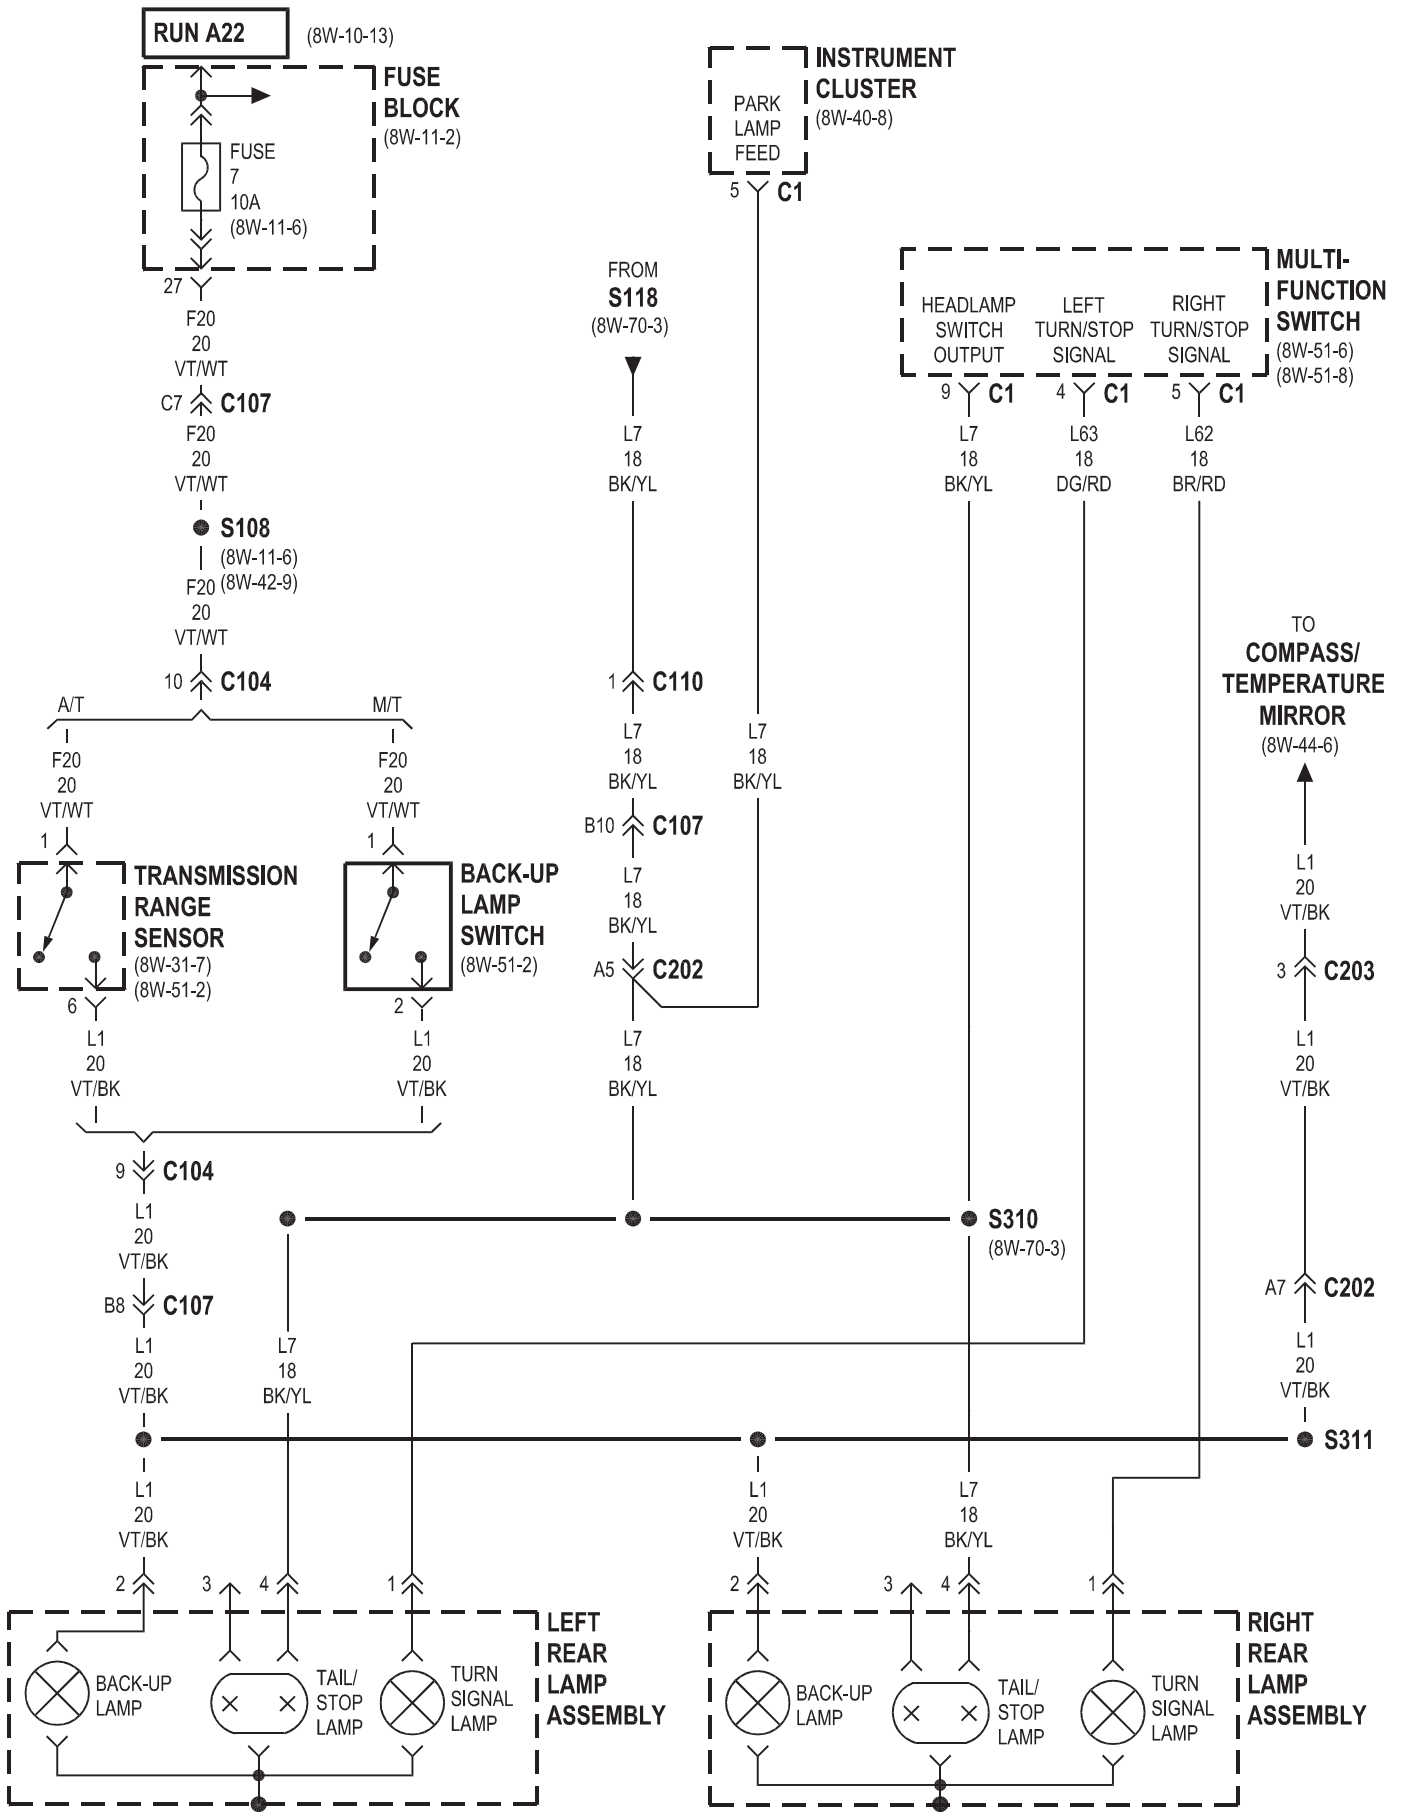 RUN A22
(8W-10-13)
FUSE
BLOCK
(8W-11-2)
FUSE
7
10A
(8W-11-6)
27
F20
20
VT/WT
C7
C107
F20
20
VT/WT
S108
(8W-11-6)
(8W-42-9)
F20
20
VT/WT
10
C104
A/T
M/T
F20
20
VT/WT
1
TRANSMISSION
RANGE
SENSOR
(8W-31-7)
(8W-51-2)
6
L1
20
VT/BK
F20
20
VT/WT
1
BACK-UP
LAMP
SWITCH
(8W-51-2)
2
L1
20
VT/BK
9
C104
L1
20
VT/BK
B8
C107
L1
20
VT/BK
L1
20
VT/BK
INSTRUMENT
CLUSTER
(8W-40-8)
PARK
LAMP
FEED
5
C1
L7
18
BK/YL
FROM
S118
(8W-70-3)
L7
18
BK/YL
1
C110
L7
18
BK/YL
B10
C107
L7
18
BK/YL
A5
C202
L7
18
BK/YL
MULTI-
FUNCTION
SWITCH
(8W-51-6)
(8W-51-8)
HEADLAMP
SWITCH
OUTPUT
LEFT
TURN/STOP
SIGNAL
RIGHT
TURN/STOP
SIGNAL
9
C1
4
C1
5
C1
L7
18
BK/YL
L63
18
DG/RD
L62
18
BR/RD
TO
COMPASS/
TEMPERATURE
MIRROR
(8W-44-6)
L1
20
VT/BK
3
C203
L1
20
VT/BK
A7
C202
L1
20
VT/BK
S310
(8W-70-3)
L7
18
BK/YL
S311
L1
20
VT/BK
L7
18
BK/YL
2
3
4
1
LEFT
REAR
LAMP
ASSEMBLY
BACK-UP
LAMP
TAIL/
STOP
LAMP
TURN
SIGNAL
LAMP
2
3
4
1
RIGHT
REAR
LAMP
ASSEMBLY
BACK-UP
LAMP
TAIL/
STOP
LAMP
TURN
SIGNAL
LAMP